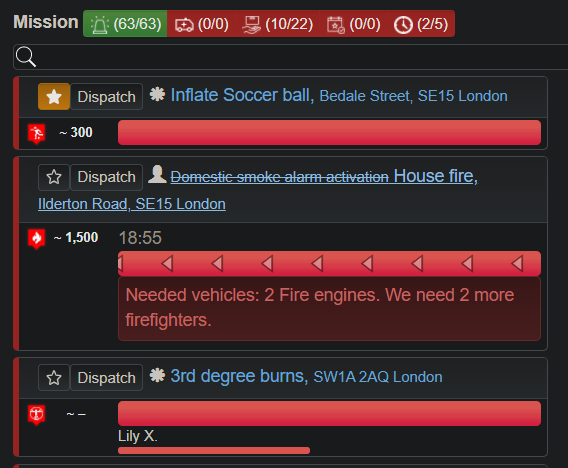 Mission (63/63) (0/0) (10/22) (0/0) (2/5)
Dispatch Inflate Soccer ball, Bedale Street, SE15 London
~ 300
Dispatch Domestic smoke alarm activation House fire,
Ilderton Road, SE15 London
~ 1,500 18:55
Needed vehicles: 2 Fire engines. We need 2 more
firefighters.
Dispatch 3rd degree burns, SW1A 2AQ London
~ –
Lily X.